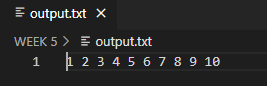 output.txt ×
WEEK 5 > output.txt
1 1 2 3 4 5 6 7 8 9 10